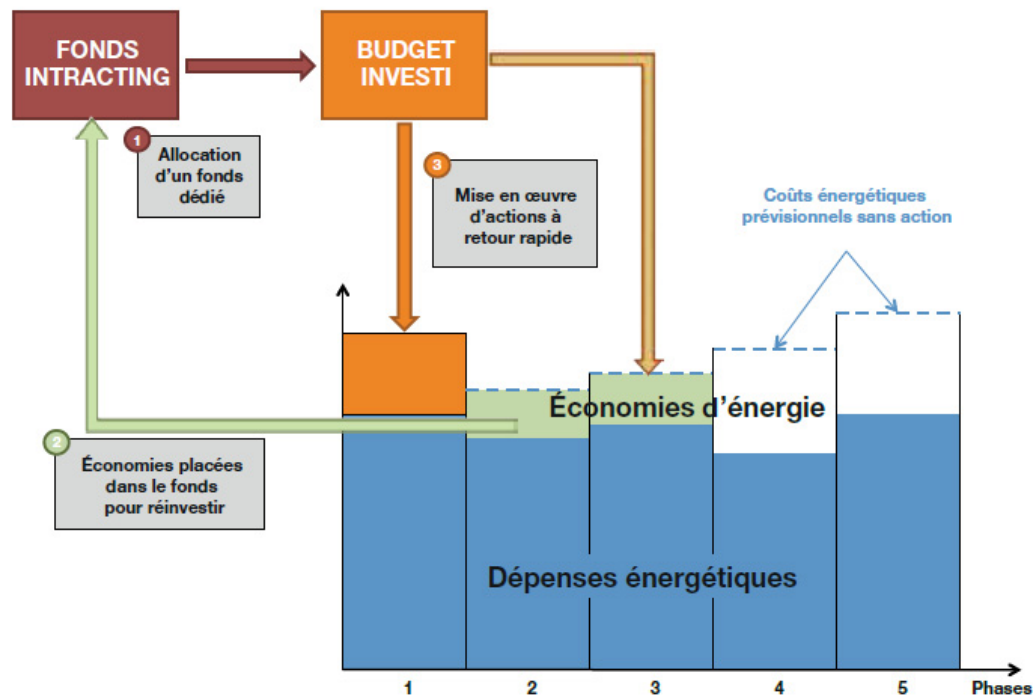 FONDS
INTRACTING
BUDGET
INVESTI
1
Allocation
d'un fonds
dédié
3
Mise en œuvre
d'actions à
retour rapide
Coûts énergétiques
prévisionnels sans action
Économies d'énergie
2
Économies placées
dans le fonds
pour réinvestir
Dépenses énergétiques
1 2 3 4 5 Phases